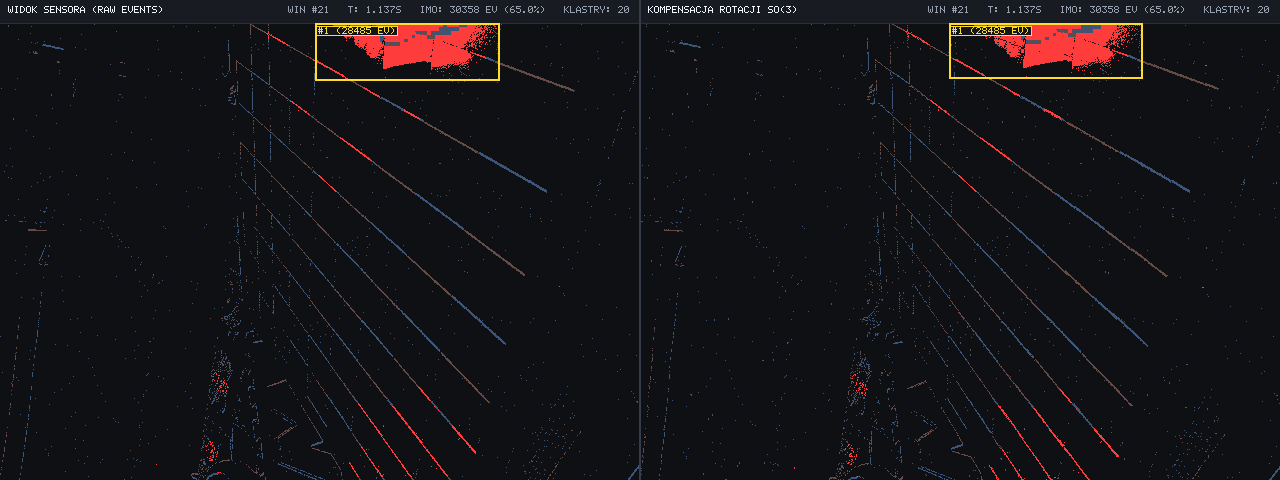 WIDOK SENSORA (RAW EVENTS) WIN #21 T: 1.137S IMO: 30358 EV (65.0%) KLASTRY: 20
#1 (28485 EV)
KOMPENSACJA ROTACJI SO(3) WIN #21 T: 1.137S IMO: 30358 EV (65.0%) KLASTRY: 20
#1 (28485 EV)